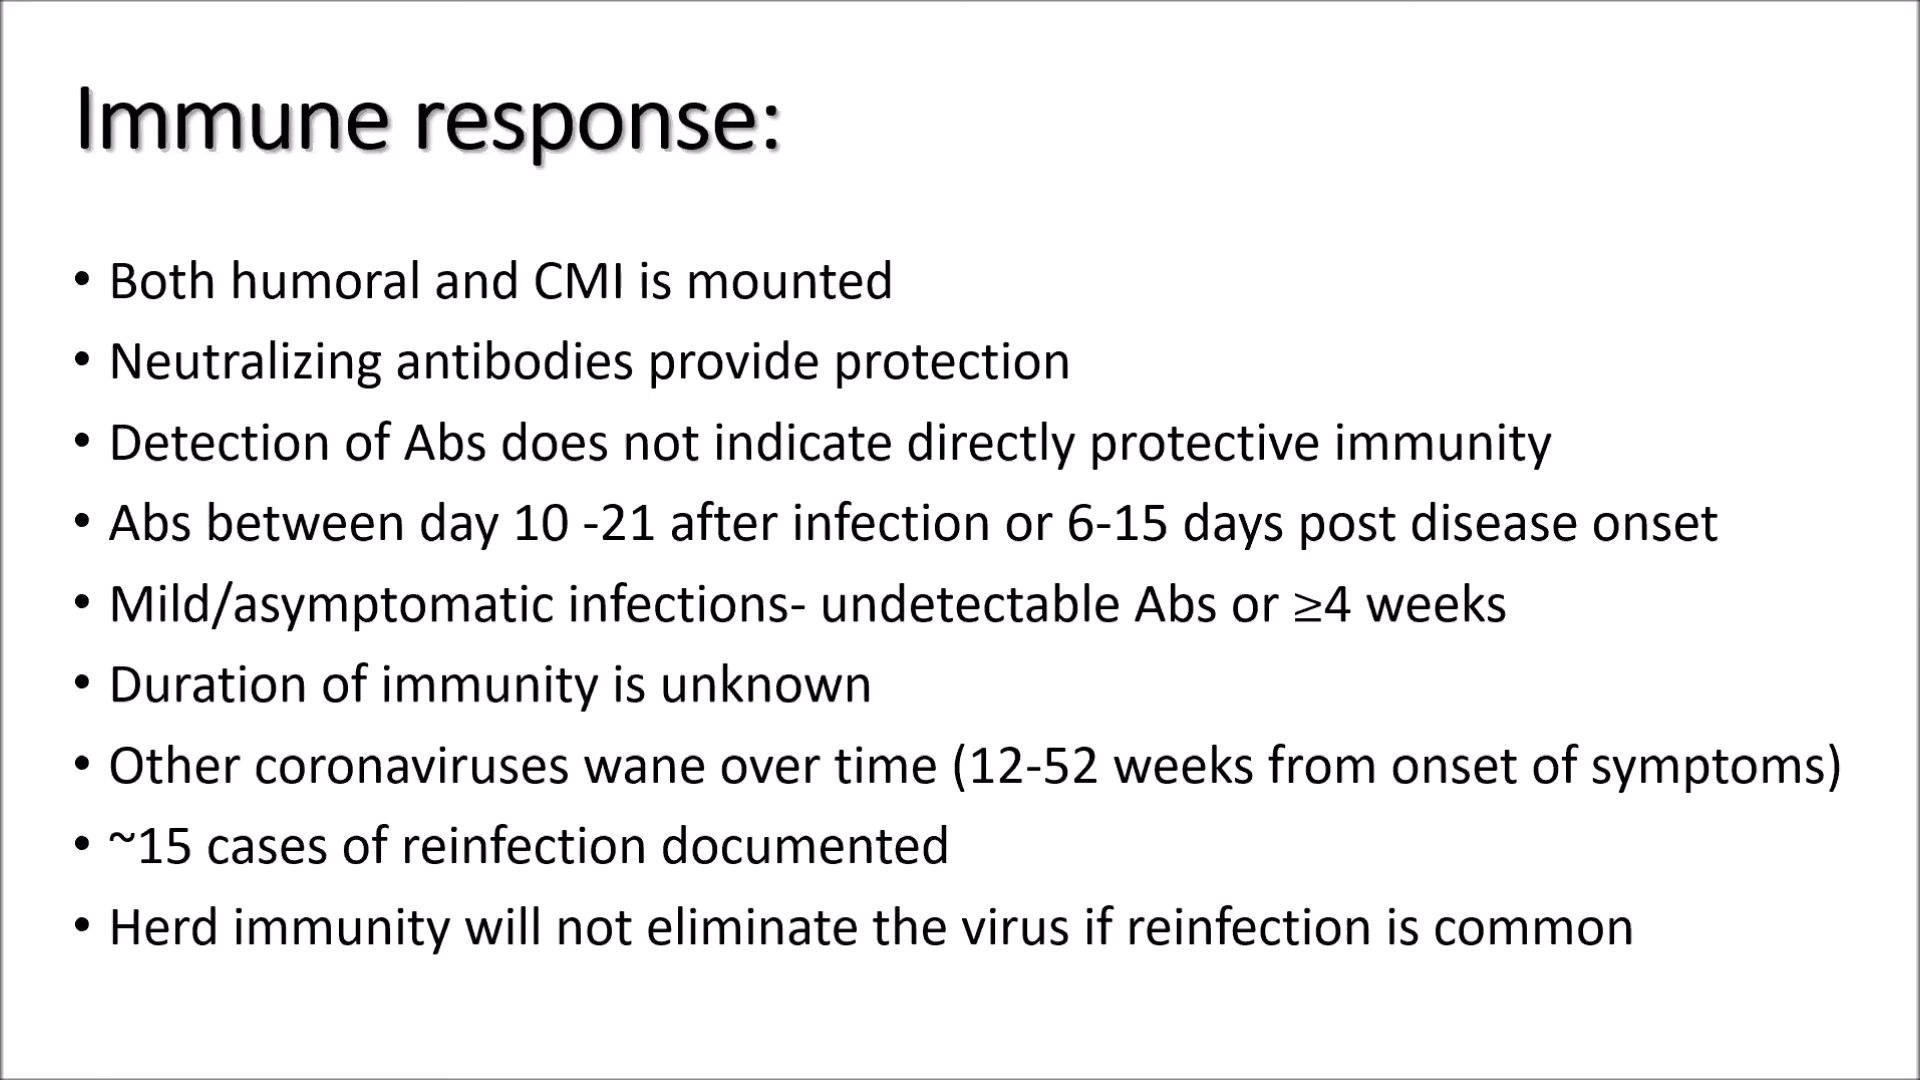 Immune response:
• Both humoral and CMI is mounted
• Neutralizing antibodies provide protection
• Detection of Abs does not indicate directly protective immunity
• Abs between day 10 -21 after infection or 6-15 days post disease onset
• Mild/asymptomatic infections- undetectable Abs or ≥4 weeks
• Duration of immunity is unknown
• Other coronaviruses wane over time (12-52 weeks from onset of symptoms)
• ~15 cases of reinfection documented
• Herd immunity will not eliminate the virus if reinfection is common